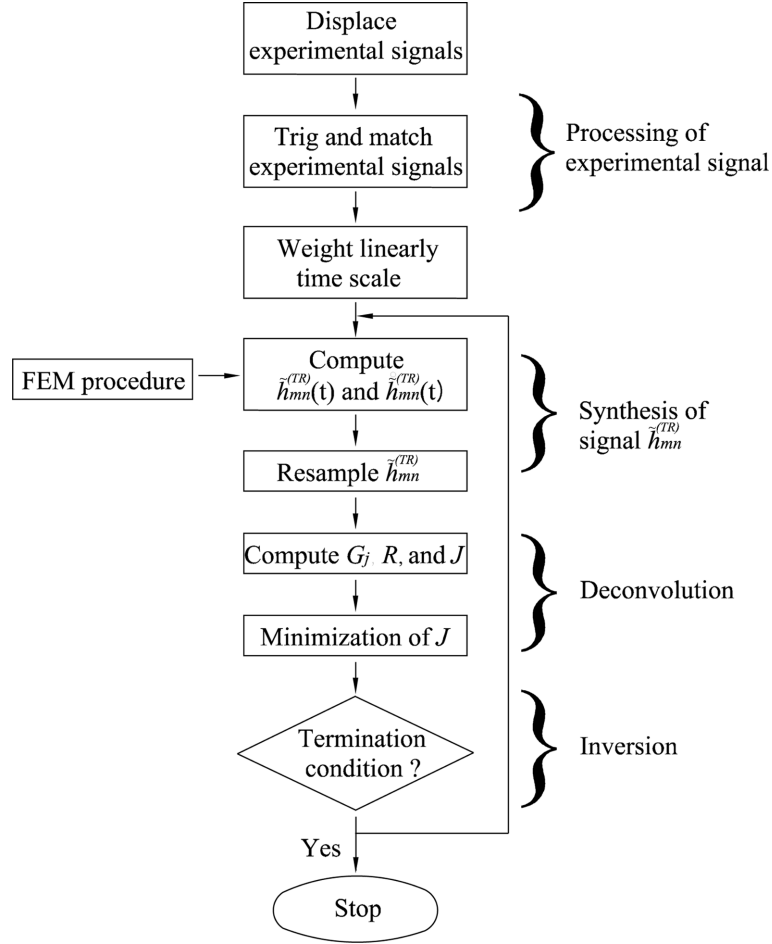 Displace
experimental signals
Trig and match
experimental signals
Processing of
experimental signal
Weight linearly
time scale
FEM procedure
Compute
h̃mn(TR)(t) and h̃mn(TR)(t)
Synthesis of
signal h̃mn(TR)
Resample h̃mn(TR)
Compute Gj, R, and J
Deconvolution
Minimization of J
Termination
condition ?
Inversion
Yes
Stop